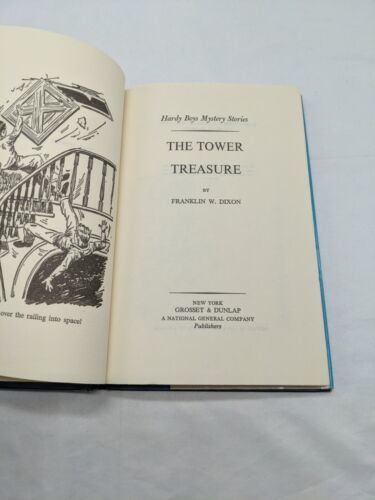 over the railing into space!
Hardy Boys Mystery Stories
THE TOWER
TREASURE
BY
FRANKLIN W. DIXON
NEW YORK
GROSSET & DUNLAP
A NATIONAL GENERAL COMPANY
Publishers